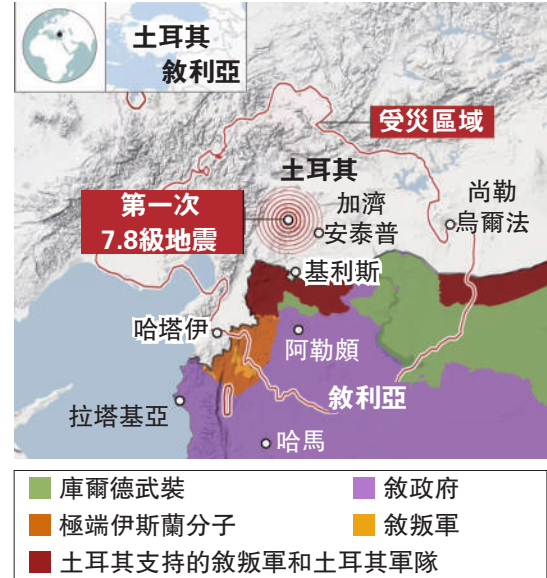 土耳其
敘利亞
受災區域
土耳其
第一次
7.8級地震
加濟
安泰普
尚勒
烏爾法
基利斯
哈塔伊
阿勒頗
敘利亞
拉塔基亞
哈馬
庫爾德武裝
敘政府
極端伊斯蘭分子
敘叛軍
土耳其支持的敘叛軍和土耳其軍隊